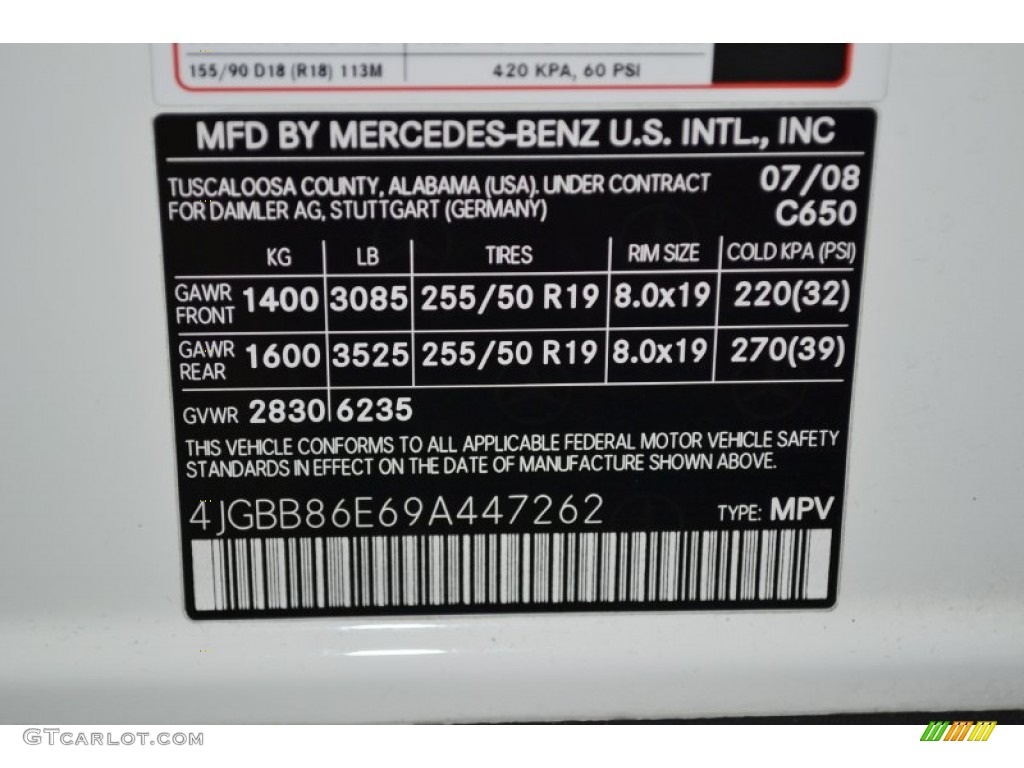 155/90 D18 (R18) 113M 420 KPA, 60 PSI
MFD BY MERCEDES-BENZ U.S. INTL., INC
TUSCALOOSA COUNTY, ALABAMA (USA). UNDER CONTRACT 07/08
FOR DAIMLER AG, STUTTGART (GERMANY) C650
KG LB TIRES RIM SIZE COLD KPA (PSI)
GAWR FRONT 1400 3085 255/50 R19 8.0x19 220(32)
GAWR REAR 1600 3525 255/50 R19 8.0x19 270(39)
GVWR 2830 6235
THIS VEHICLE CONFORMS TO ALL APPLICABLE FEDERAL MOTOR VEHICLE SAFETY
STANDARDS IN EFFECT ON THE DATE OF MANUFACTURE SHOWN ABOVE.
4JGBB86E69A447262 TYPE: MPV
GTCARLOT.COM